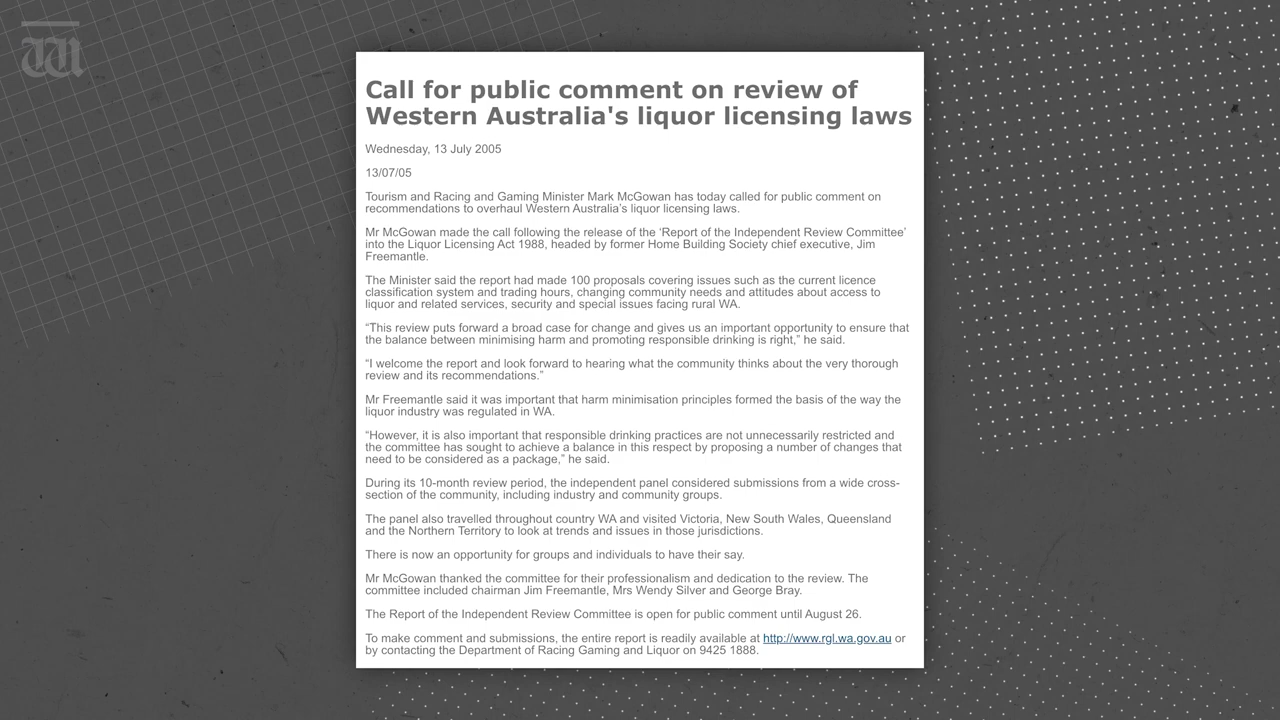 W
Call for public comment on review of
Western Australia's liquor licensing laws
Wednesday, 13 July 2005
13/07/05
Tourism and Racing and Gaming Minister Mark McGowan has today called for public comment on
recommendations to overhaul Western Australia’s liquor licensing laws.
Mr McGowan made the call following the release of the ‘Report of the Independent Review Committee’
into the Liquor Licensing Act 1988, headed by former Home Building Society chief executive, Jim
Freemantle.
The Minister said the report had made 100 proposals covering issues such as the current licence
classification system and trading hours, changing community needs and attitudes about access to
liquor and related services, security and special issues facing rural WA.
“This review puts forward a broad case for change and gives us an important opportunity to ensure that
the balance between minimising harm and promoting responsible drinking is right,” he said.
“I welcome the report and look forward to hearing what the community thinks about the very thorough
review and its recommendations.”
Mr Freemantle said it was important that harm minimisation principles formed the basis of the way the
liquor industry was regulated in WA.
“However, it is also important that responsible drinking practices are not unnecessarily restricted and
the committee has sought to achieve a balance in this respect by proposing a number of changes that
need to be considered as a package,” he said.
During its 10-month review period, the independent panel considered submissions from a wide cross-
section of the community, including industry and community groups.
The panel also travelled throughout country WA and visited Victoria, New South Wales, Queensland
and the Northern Territory to look at trends and issues in those jurisdictions.
There is now an opportunity for groups and individuals to have their say.
Mr McGowan thanked the committee for their professionalism and dedication to the review. The
committee included chairman Jim Freemantle, Mrs Wendy Silver and George Bray.
The Report of the Independent Review Committee is open for public comment until August 26.
To make comment and submissions, the entire report is readily available at http://www.rgl.wa.gov.au or
by contacting the Department of Racing Gaming and Liquor on 9425 1888.